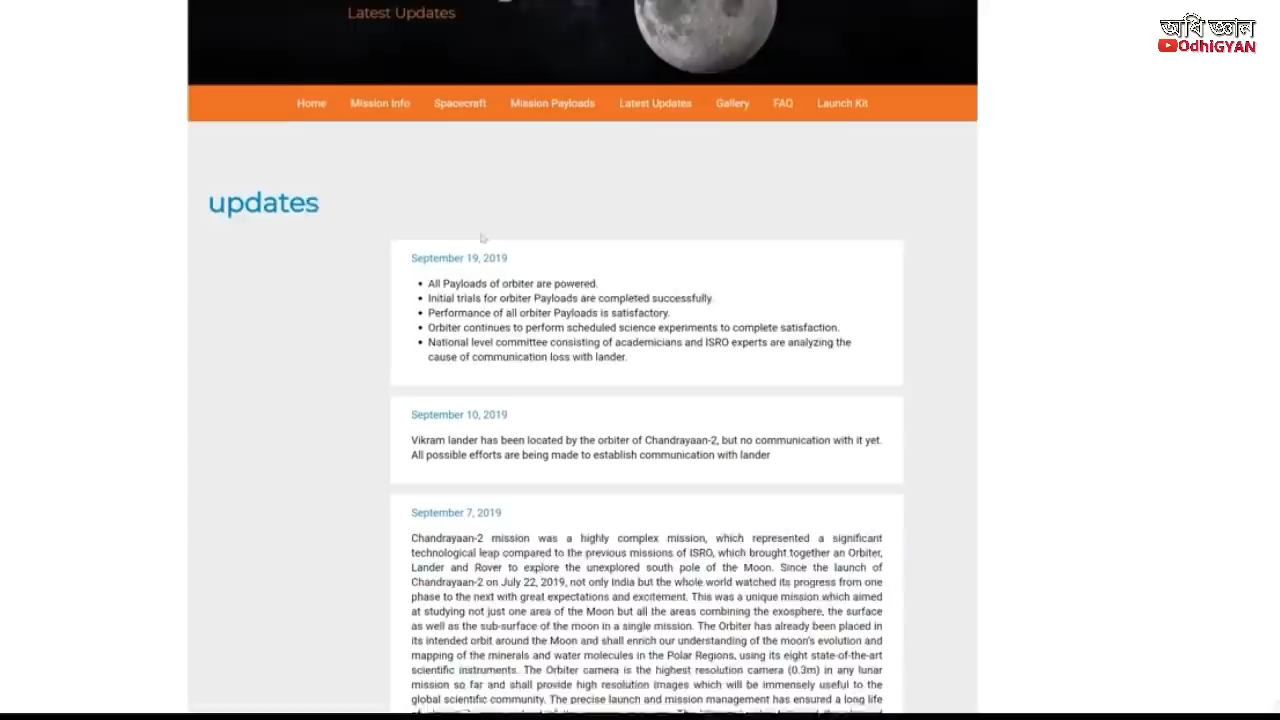 Latest Updates
অধি জ্ঞান
OdhiGYAN
Home Mission Info Spacecraft Mission Payloads Latest Updates Gallery FAQ Launch Kit
updates
September 19, 2019
• All Payloads of orbiter are powered.
• Initial trials for orbiter Payloads are completed successfully.
• Performance of all orbiter Payloads is satisfactory.
• Orbiter continues to perform scheduled science experiments to complete satisfaction.
• National level committee consisting of academicians and ISRO experts are analyzing the
cause of communication loss with lander.
September 10, 2019
Vikram lander has been located by the orbiter of Chandrayaan-2, but no communication with it yet.
All possible efforts are being made to establish communication with lander
September 7, 2019
Chandrayaan-2 mission was a highly complex mission, which represented a significant
technological leap compared to the previous missions of ISRO, which brought together an Orbiter,
Lander and Rover to explore the unexplored south pole of the Moon. Since the launch of
Chandrayaan-2 on July 22, 2019, not only India but the whole world watched its progress from one
phase to the next with great expectations and excitement. This was a unique mission which aimed
at studying not just one area of the Moon but all the areas combining the exosphere, the surface
as well as the sub-surface of the moon in a single mission. The Orbiter has already been placed in
its intended orbit around the Moon and shall enrich our understanding of the moon's evolution and
mapping of the minerals and water molecules in the Polar Regions, using its eight state-of-the-art
scientific instruments. The Orbiter camera is the highest resolution camera (0.3m) in any lunar
mission so far and shall provide high resolution images which will be immensely useful to the
global scientific community. The precise launch and mission management has ensured a long life